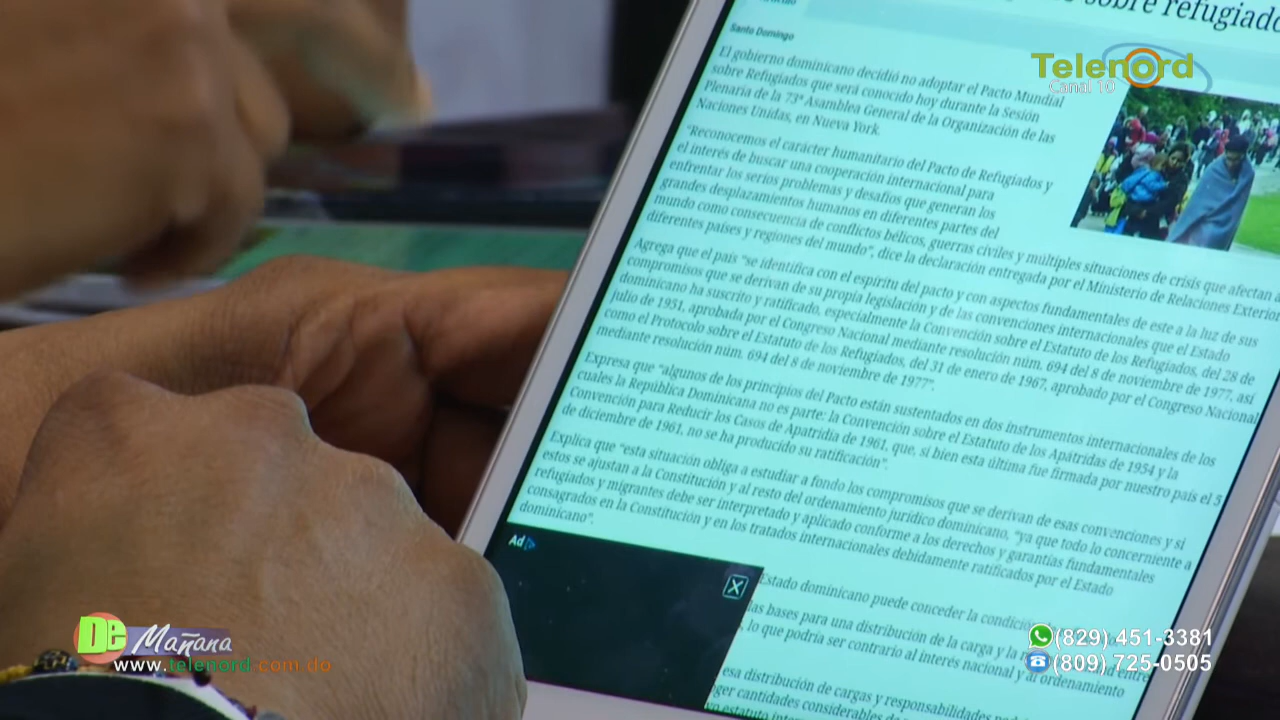 sobre refugiado
Santo Domingo
El gobierno dominicano decidió no adoptar el Pacto Mundial
sobre Refugiados que será conocido hoy durante la Sesión
Plenaria de la 73ª Asamblea General de la Organización de las
Naciones Unidas, en Nueva York.
"Reconocemos el carácter humanitario del Pacto de Refugiados y
el interés de buscar una cooperación internacional para
enfrentar los serios problemas y desafíos que generan los
grandes desplazamientos humanos en diferentes partes del
mundo como consecuencia de conflictos bélicos, guerras civiles y múltiples situaciones de crisis que afectan a
diferentes países y regiones del mundo", dice la declaración entregada por el Ministerio de Relaciones Exterior
Agrega que el país "se identifica con el espíritu del pacto y con aspectos fundamentales de este a la luz de sus
compromisos que se derivan de su propia legislación y de las convenciones internacionales que el Estado
dominicano ha suscrito y ratificado, especialmente la Convención sobre el Estatuto de los Refugiados, del 28 de
julio de 1951, aprobada por el Congreso Nacional mediante resolución núm. 694 del 8 de noviembre de 1977, así
como el Protocolo sobre el Estatuto de los Refugiados, del 31 de enero de 1967, aprobado por el Congreso Nacional
mediante resolución núm. 694 del 8 de noviembre de 1977".
Expresa que "algunos de los principios del Pacto están sustentados en dos instrumentos internacionales de los
cuales la República Dominicana no es parte: la Convención sobre el Estatuto de los Apátridas de 1954 y la
Convención para Reducir los Casos de Apatridia de 1961, que, si bien esta última fue firmada por nuestro país el 5
de diciembre de 1961, no se ha producido su ratificación".
Explica que "esta situación obliga a estudiar a fondo los compromisos que se derivan de esas convenciones y si
estos se ajustan a la Constitución y al resto del ordenamiento jurídico dominicano, "ya que todo lo concerniente a
refugiados y migrantes debe ser interpretado y aplicado conforme a los derechos y garantías fundamentales
consagrados en la Constitución y en los tratados internacionales debidamente ratificados por el Estado
dominicano".
Ad
Estado dominicano puede conceder la
las bases para una distribución de la carga y la
lo que podría ser contrario al interés nacional y al ordenamiento
esa distribución de cargas y responsabilidades
ger cantidades considerables de
Telenord
Canal 10
De Mañana
www.telenord.com.do
(829) 451-3381
(809) 725-0505